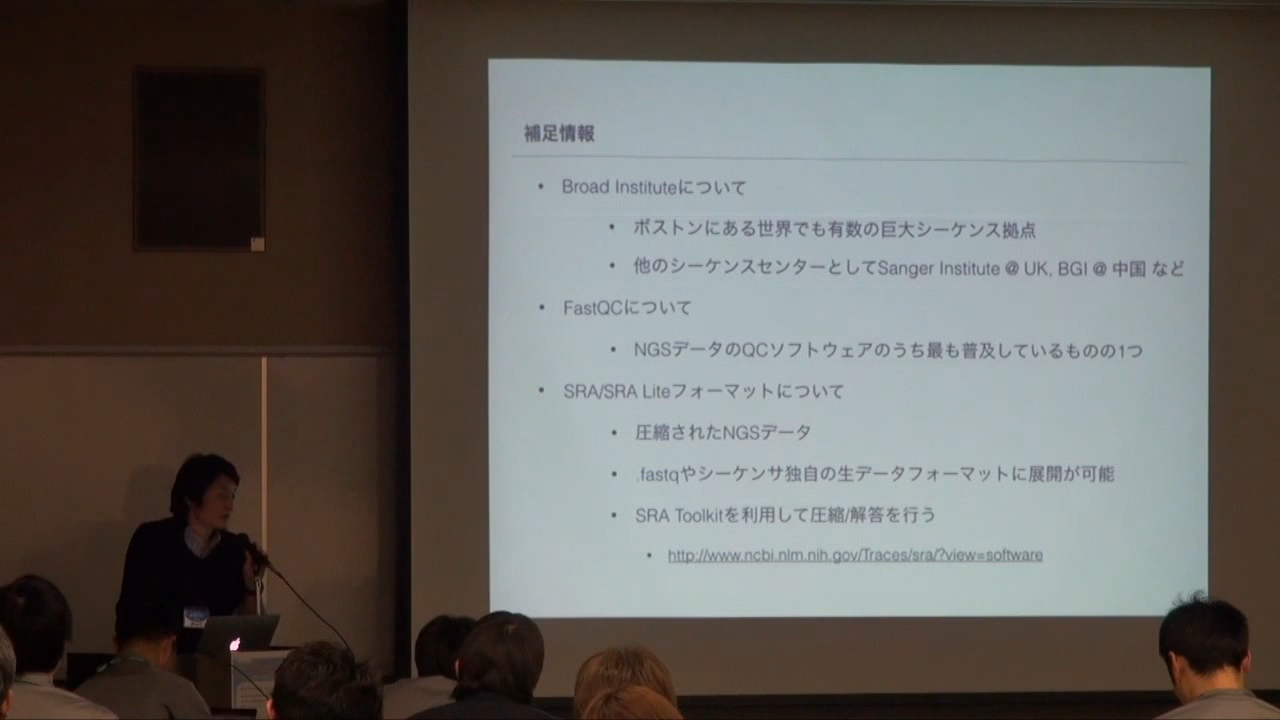 補足情報
• Broad Instituteについて
• ボストンにある世界でも有数の巨大シーケンス拠点
• 他のシーケンスセンターとしてSanger Institute @ UK, BGI @ 中国 など
• FastQCについて
• NGSデータのQCソフトウェアのうち最も普及しているものの1つ
• SRA/SRA Liteフォーマットについて
• 圧縮されたNGSデータ
• .fastqやシーケンサ独自の生データフォーマットに展開が可能
• SRA Toolkitを利用して圧縮/解答を行う
• http://www.ncbi.nlm.nih.gov/Traces/sra/?view=software